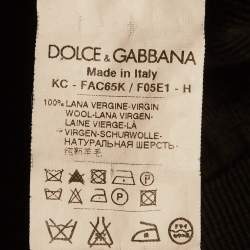 DOLCE & GABBANA
Made in Italy
KC - FAC65K / F05E1 - H
100% LANA VERGINE-VIRGIN
WOOL-LANA VIRGEN-
LAINE VIERGE-LÃ
VIRGEN-SCHURWOLLE-
НАТУРАЛЬНАЯ ШЕРСТЬ-